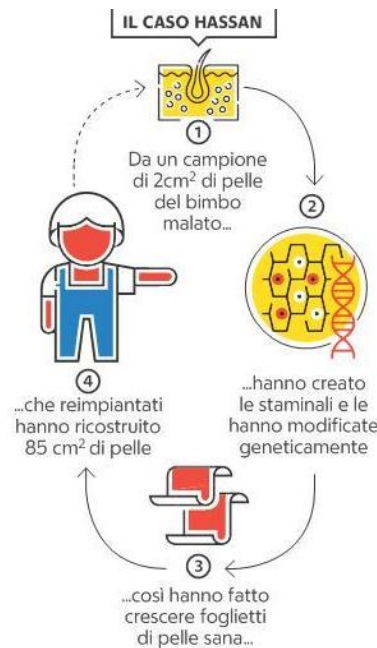 IL CASO HASSAN
1
Da un campione
di 2cm² di pelle
del bimbo
malato...
2
...hanno creato
le staminali e le
hanno modificate
geneticamente
3
...così hanno fatto
crescere foglietti
di pelle sana...
4
...che reimpiantati
hanno ricostruito
85 cm² di pelle